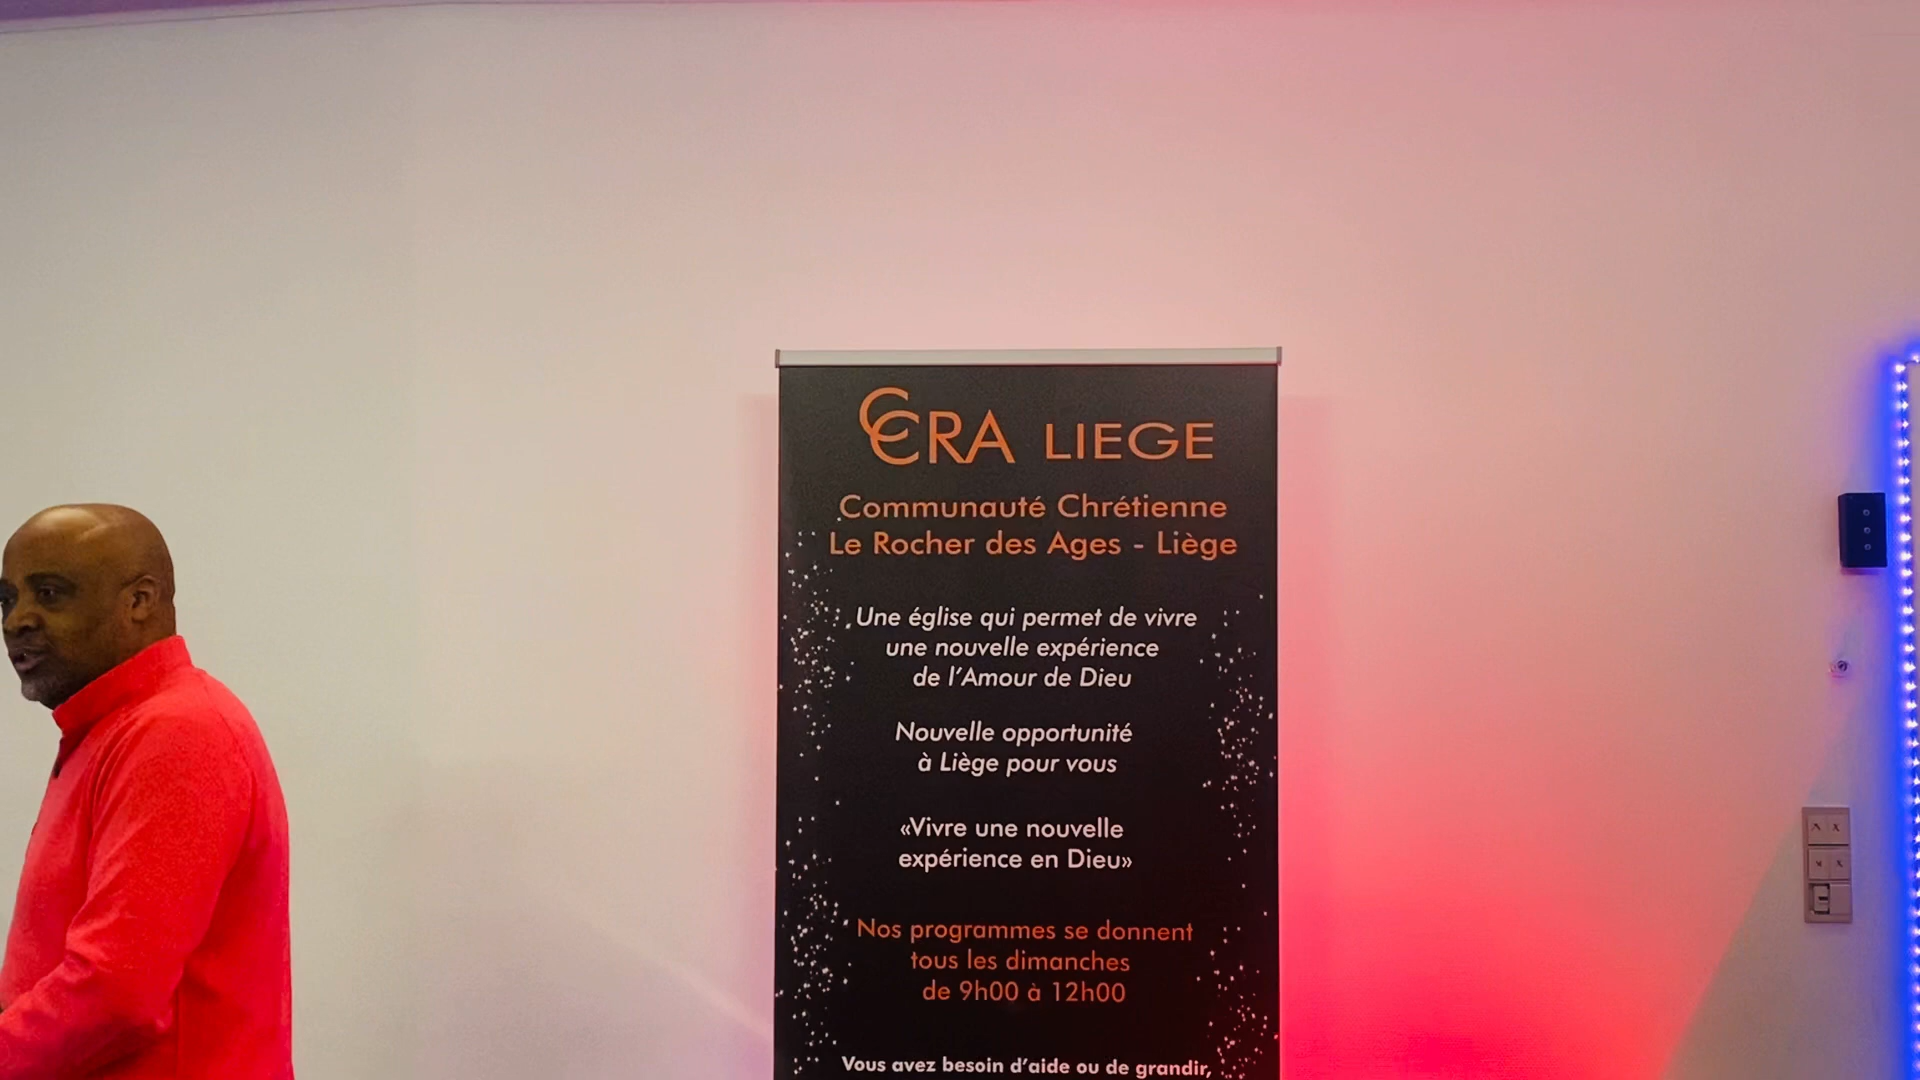 CCRA LIEGE
Communauté Chrétienne
Le Rocher des Ages - Liège
Une église qui permet de vivre
une nouvelle expérience
de l'Amour de Dieu
Nouvelle opportunité
à Liège pour vous
«Vivre une nouvelle
expérience en Dieu»
Nos programmes se donnent
tous les dimanches
de 9h00 à 12h00
Vous avez besoin d'aide ou de grandir,